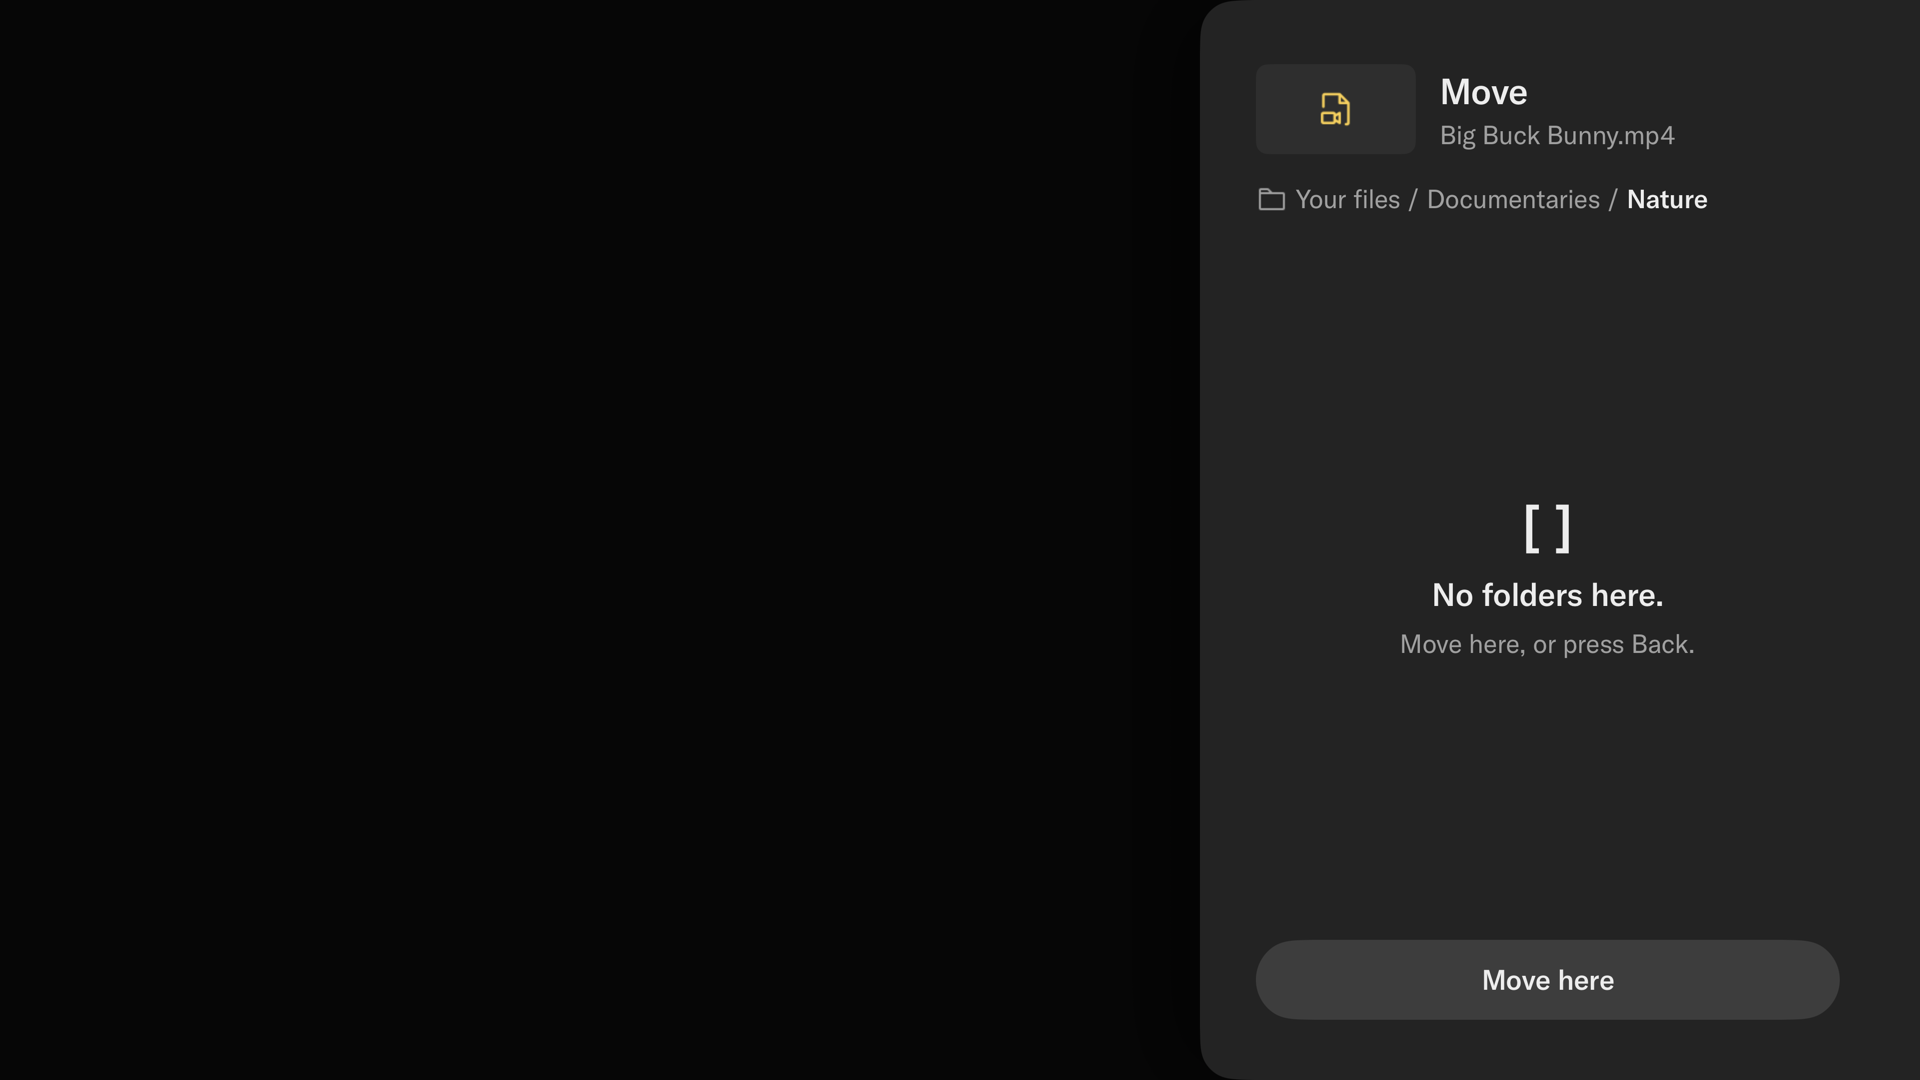 Move
Big Buck Bunny.mp4
Your files / Documentaries / Nature
[ ]
No folders here.
Move here, or press Back.
Move here